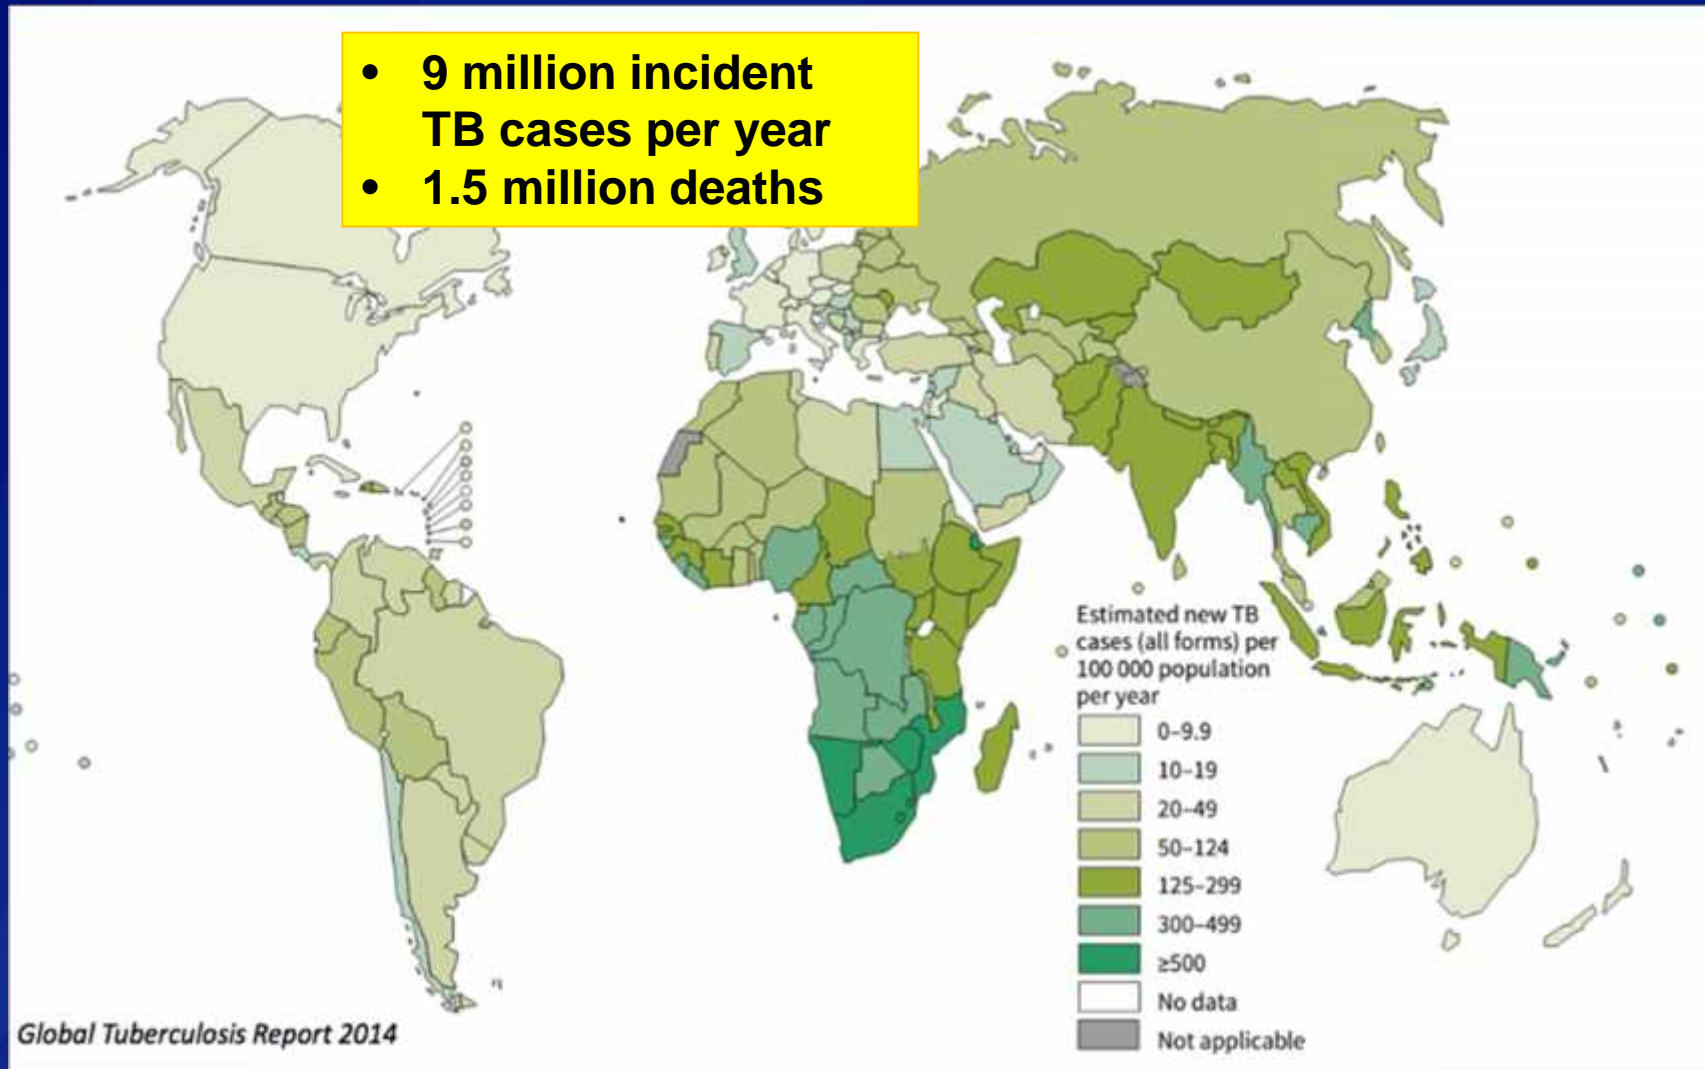 • 9 million incident
TB cases per year
• 1.5 million deaths
Estimated new TB
cases (all forms) per
100 000 population
per year
0–9.9
10–19
20–49
50–124
125–299
300–499
≥500
No data
Not applicable
Global Tuberculosis Report 2014